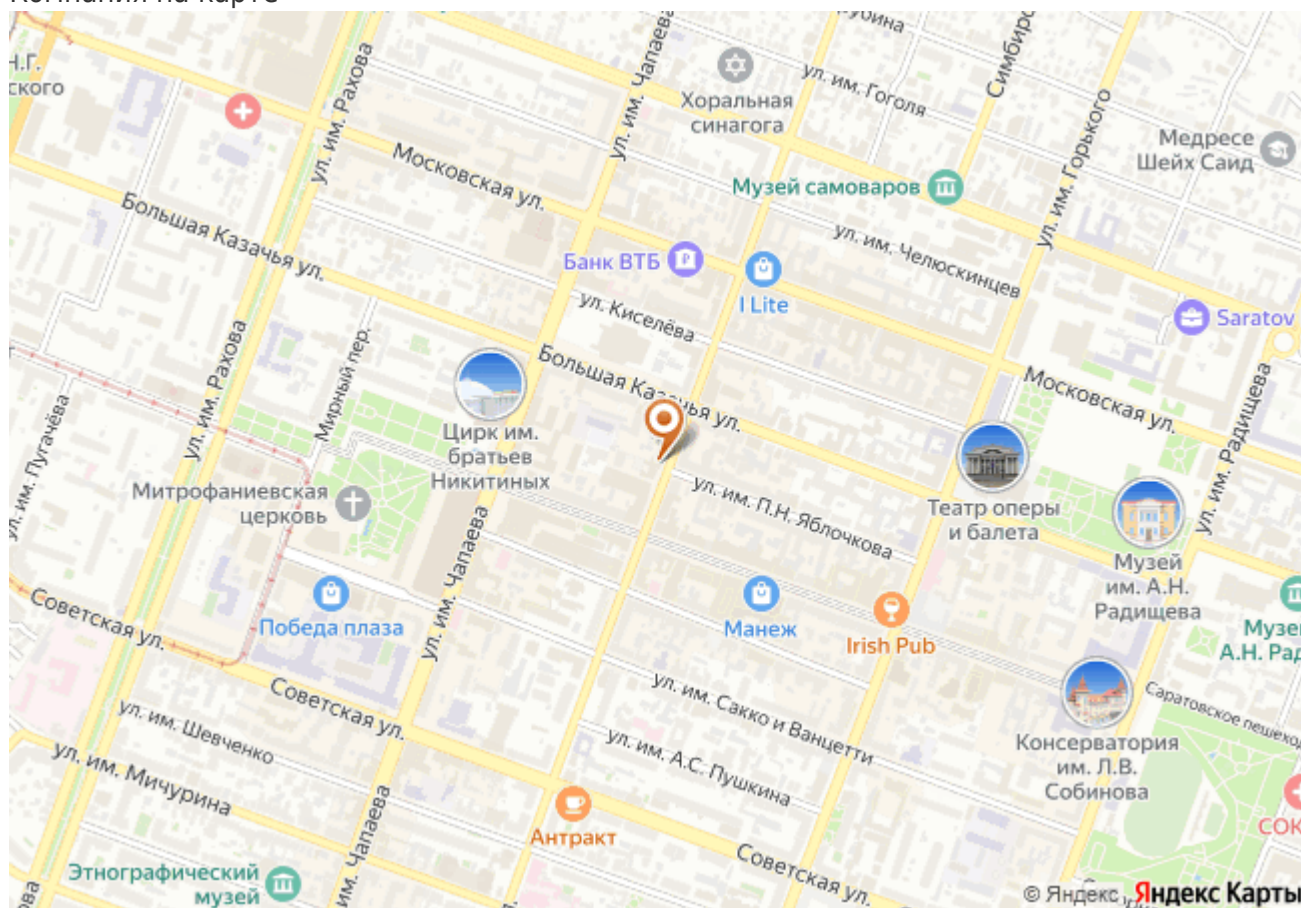 Компания на карте
Н.Г.
ского
ул. им. Рахова
ул. им. Чапаева
Хоральная
синагога
ул. им. Гоголя
Симбирс
ул. им. Горького
Медресе
Шейх Саид
Московская ул.
Музей самоваров
Большая Казачья ул.
ул. им. Челюскинцев
Банк ВТБ
I Lite
ул. Киселёва
Saratov
ул. им. Рахова
Мирный пер.
Большая Казачья ул.
Московская ул.
ул. им. Радищева
ул. им. Пугачёва
Цирк им.
братьев
Никитиных
Митрофаниевская
церковь
ул. им. П.Н. Яблочкова
Театр оперы
и балета
Музей
им. А.Н.
Радищева
ул. им. Чапаева
Советская ул.
Победа плаза
Манеж
Irish Pub
Музе
А.Н. Рад
Советская ул.
ул. им. Сакко и Ванцетти
Саратовское пешеход
ул. им. Шевченко
ул. им. А.С. Пушкина
Консерватория
им. Л.В.
Собинова
ул. им. Мичурина
Антракт
СОК
Этнографический
музей
им. Чапаева
Советская ул.
хова
© Яндекс Яндекс Карты